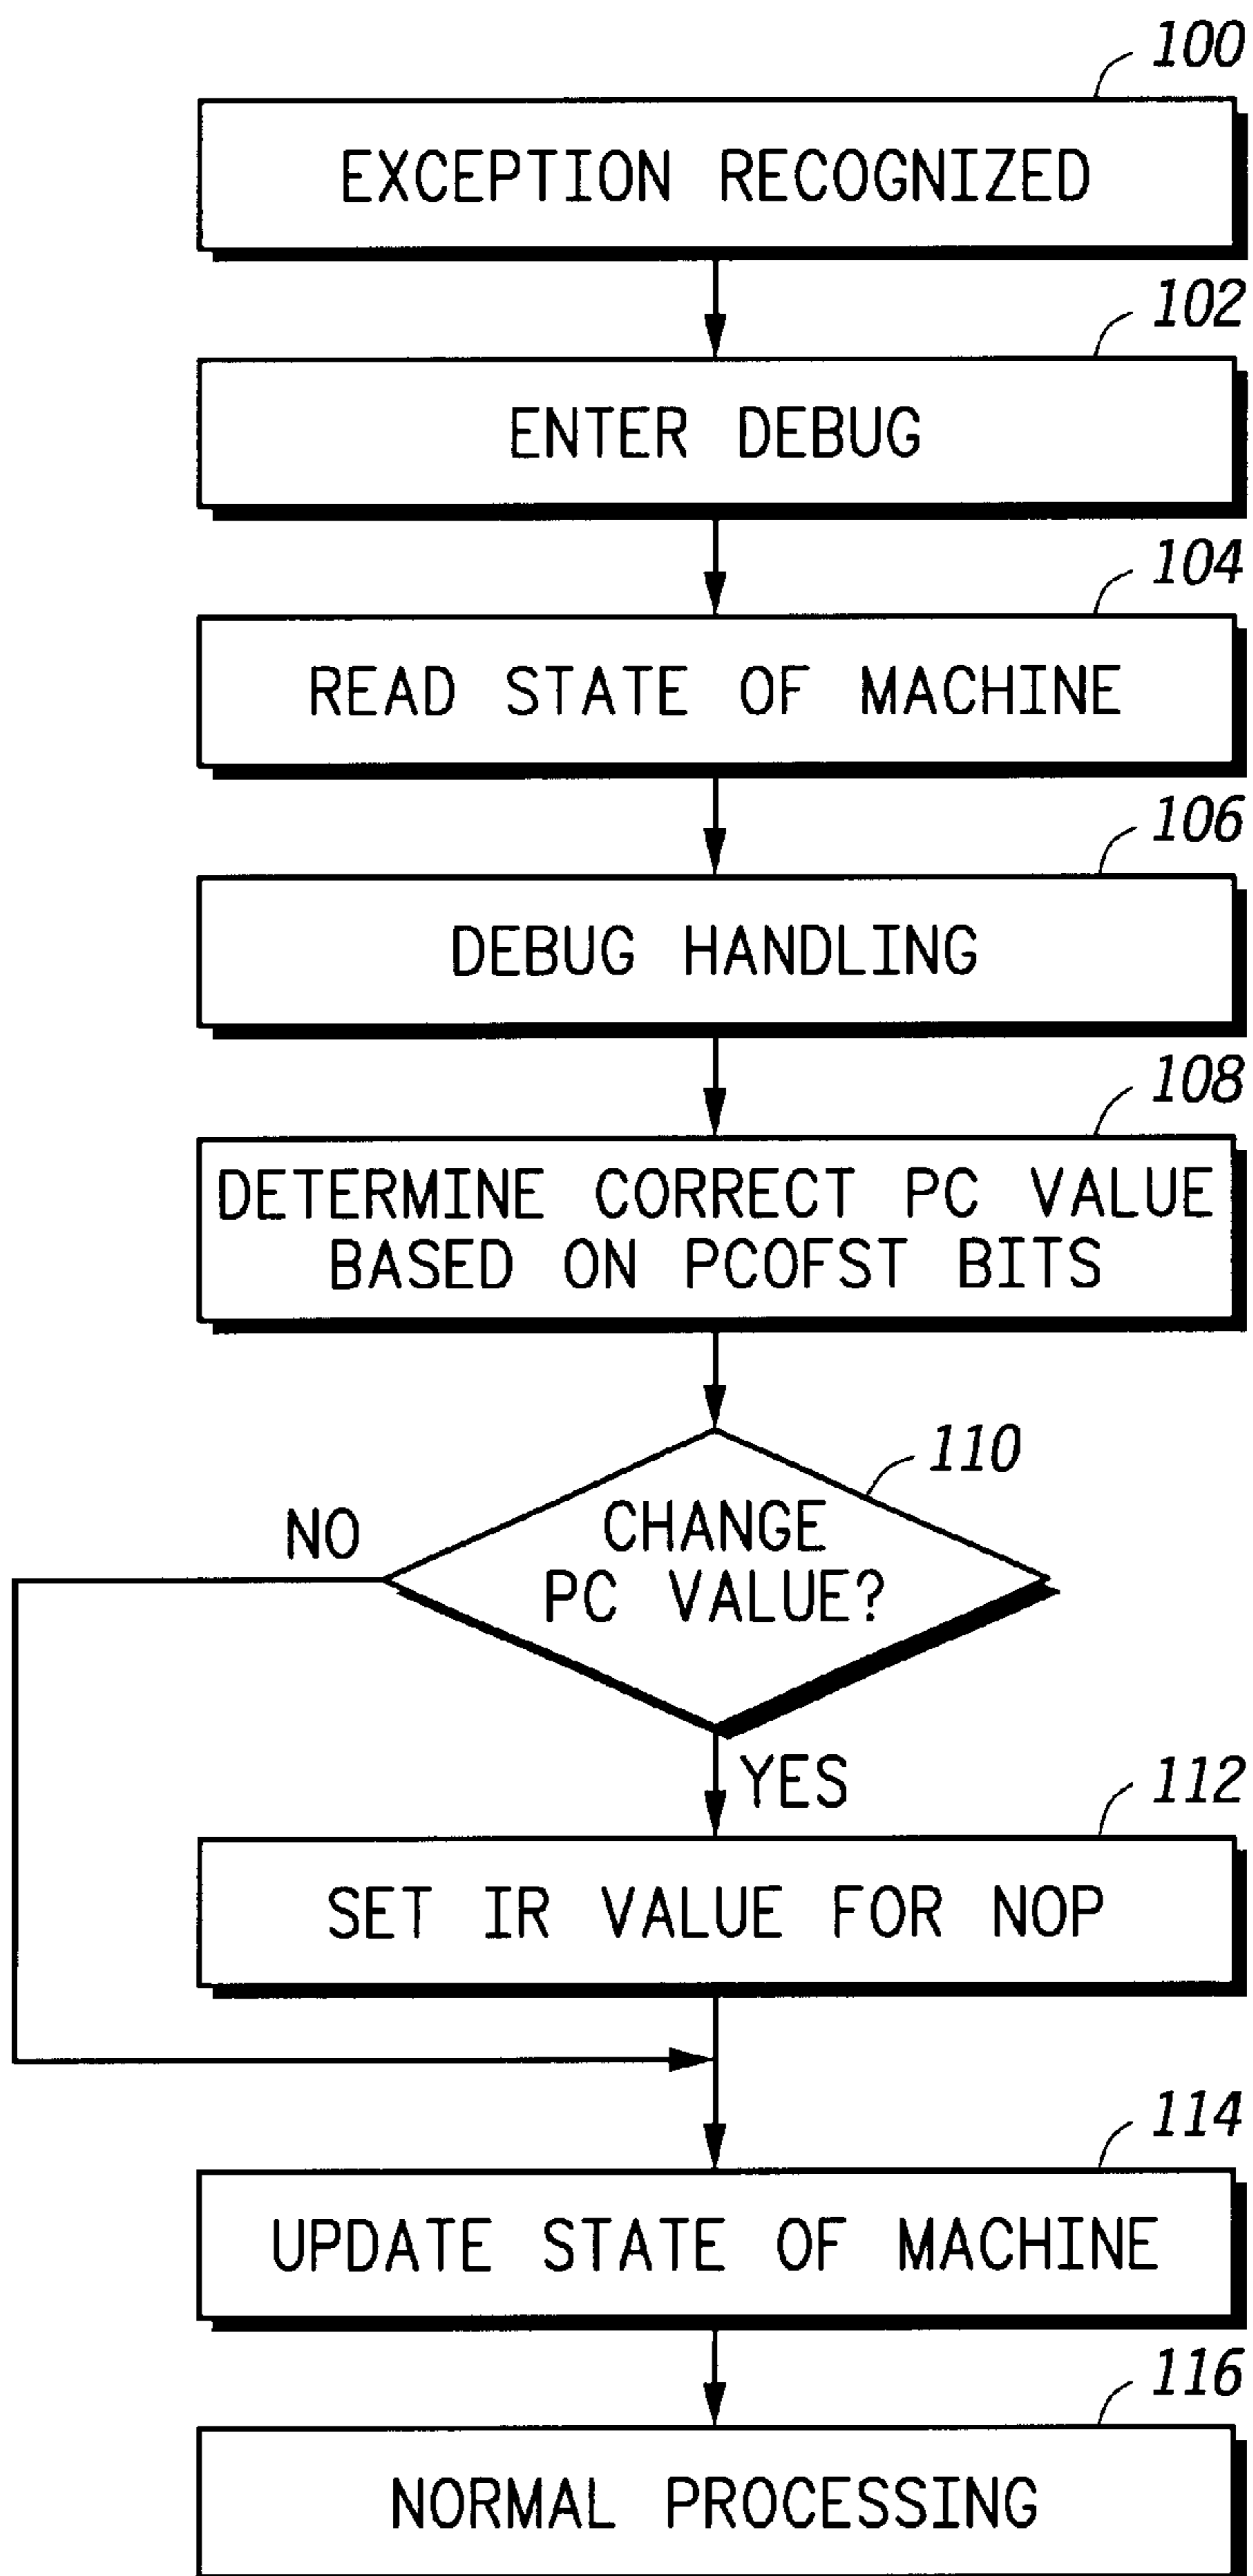 100
EXCEPTION RECOGNIZED
102
ENTER DEBUG
104
READ STATE OF MACHINE
106
DEBUG HANDLING
108
DETERMINE CORRECT PC VALUE
BASED ON PCOFST BITS
110
CHANGE
PC VALUE?
NO
YES
112
SET IR VALUE FOR NOP
114
UPDATE STATE OF MACHINE
116
NORMAL PROCESSING